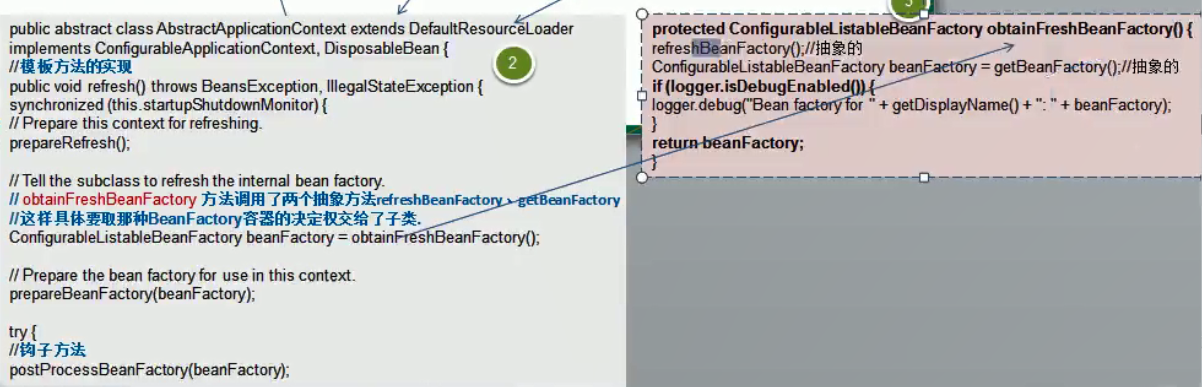 public abstract class AbstractApplicationContext extends DefaultResourceLoader
implements ConfigurableApplicationContext, DisposableBean {
//模板方法的实现
2
public void refresh() throws BeansException, IllegalStateException {
synchronized (this.startupShutdownMonitor) {
// Prepare this context for refreshing.
prepareRefresh();
// Tell the subclass to refresh the internal bean factory.
// obtainFreshBeanFactory 方法调用了两个抽象方法refreshBeanFactory、getBeanFactory
//这样具体要取那种BeanFactory容器的决定权交给了子类.
ConfigurableListableBeanFactory beanFactory = obtainFreshBeanFactory();
// Prepare the bean factory for use in this context.
prepareBeanFactory(beanFactory);
try {
//钩子方法
postProcessBeanFactory(beanFactory);
3
protected ConfigurableListableBeanFactory obtainFreshBeanFactory() {
refreshBeanFactory();//抽象的
ConfigurableListableBeanFactory beanFactory = getBeanFactory();//抽象的
if (logger.isDebugEnabled()) {
logger.debug("Bean factory for " + getDisplayName() + ": " + beanFactory);
}
return beanFactory;
}